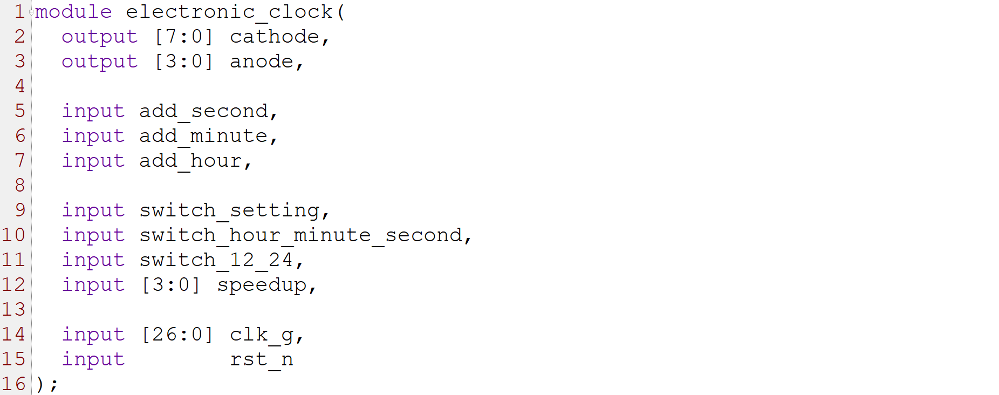 1 module electronic_clock(
2   output [7:0] cathode,
3   output [3:0] anode,
4
5   input add_second,
6   input add_minute,
7   input add_hour,
8
9   input switch_setting,
10   input switch_hour_minute_second,
11   input switch_12_24,
12   input [3:0] speedup,
13
14   input [26:0] clk_g,
15   input        rst_n
16 );